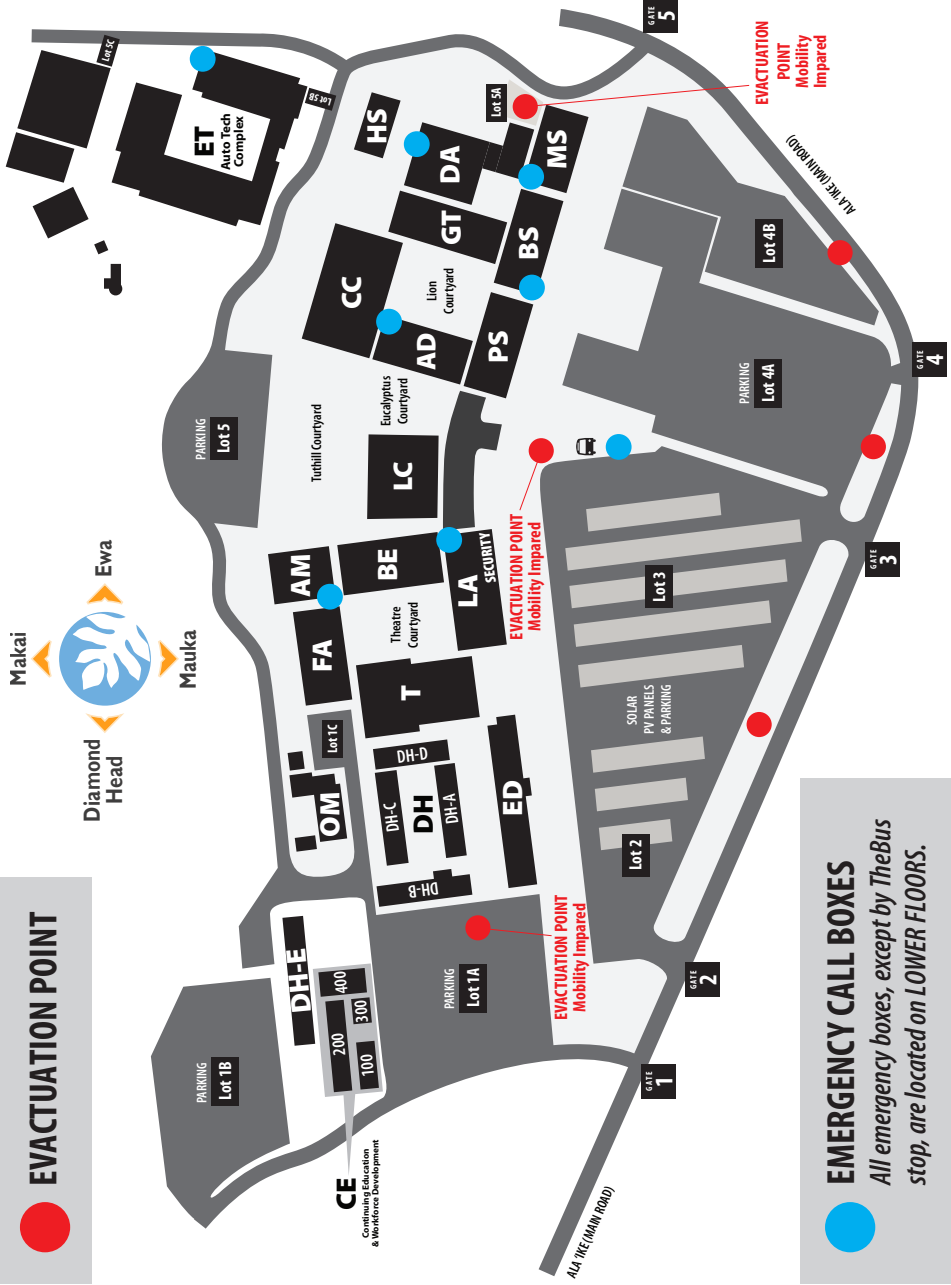 EVACTUATION POINT
Makai
Ewa
Mauka
Diamond
Head
EMERGENCY CALL BOXES
All emergency boxes, except by TheBus
stop, are located on LOWER FLOORS.
PARKING
Lot 1B
DH-E
100
200
300
400
CE
Continuing Education
& Workforce Development
PARKING
Lot 1A
EVACTUATION POINT
Mobility Impared
OM
Lot 1C
DH
DH-A
DH-B
DH-C
DH-D
ED
T
FA
AM
BE
LA
SECURITY
Theatre
Courtyard
LC
Tuthill Courtyard
Eucalyptus
Courtyard
PARKING
Lot 5
CC
AD
Lion
Courtyard
GT
PS
BS
MS
DA
HS
Lot 5A
ET
Auto Tech
Complex
Lot 5B
Lot 5C
EVACTUATION
POINT
Mobility
Impared
EVACTUATION POINT
Mobility Impared
Lot 2
SOLAR
PV PANELS
& PARKING
Lot 3
PARKING
Lot 4A
Lot 4B
GATE
1
GATE
2
GATE
3
GATE
4
GATE
5
ALA 'IKE (MAIN ROAD)
ALA 'IKE (MAIN ROAD)